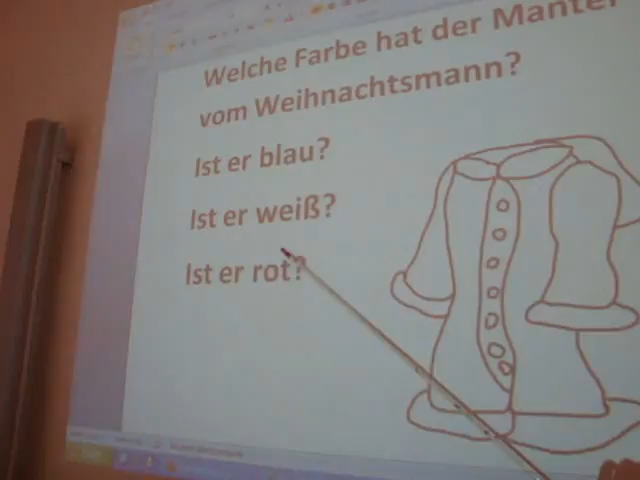 Welche Farbe hat der Mantel
vom Weihnachtsmann?
Ist er blau?
Ist er weiß?
Ist er rot?